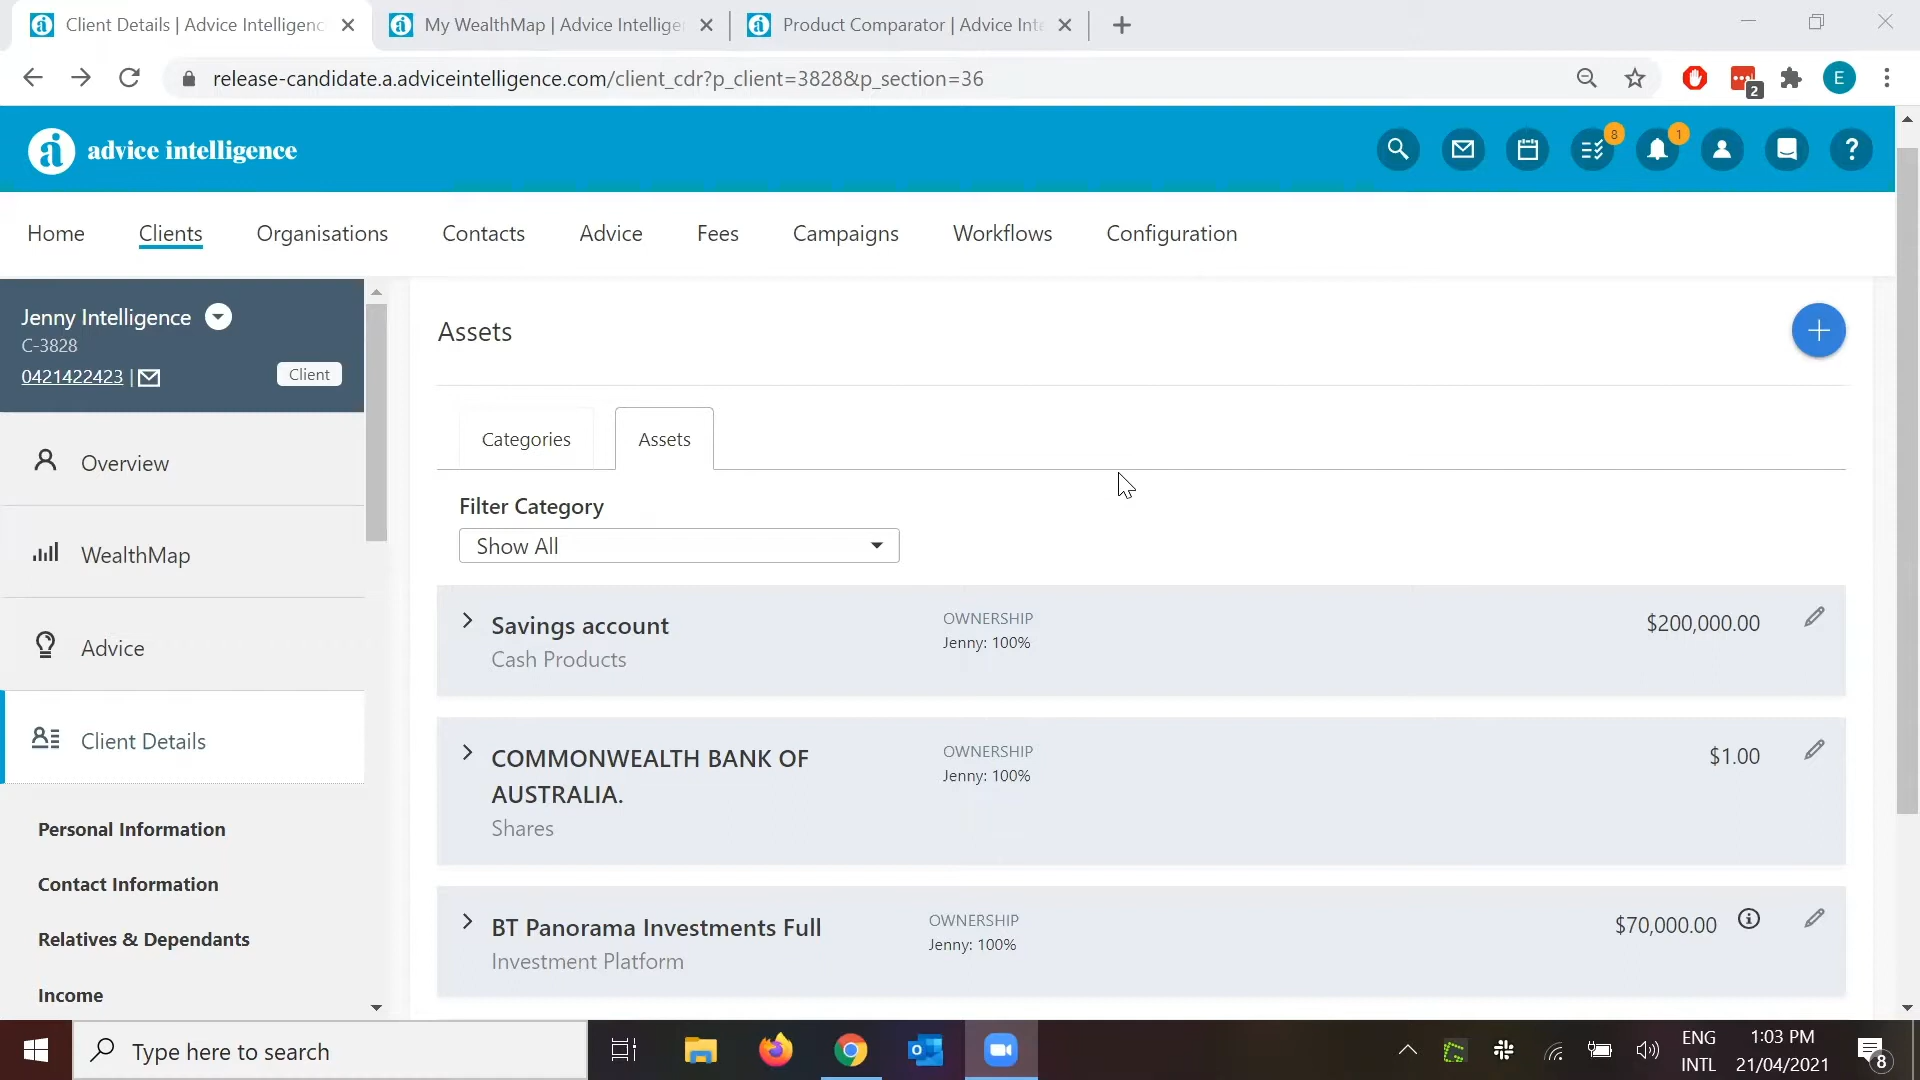 Client Details | Advice Intelligenc
My WealthMap | Advice Intellige
Product Comparator | Advice Inte
release-candidate.a.adviceintelligence.com/client_cdr?p_client=3828&p_section=36
2
E
advice intelligence
8
1
?
Home
Clients
Organisations
Contacts
Advice
Fees
Campaigns
Workflows
Configuration
Jenny Intelligence
C-3828
0421422423 |
Client
Overview
WealthMap
Advice
Client Details
Personal Information
Contact Information
Relatives & Dependants
Income
Assets
Categories
Assets
Filter Category
Show All
Savings account
Cash Products
OWNERSHIP
Jenny: 100%
$200,000.00
COMMONWEALTH BANK OF
AUSTRALIA.
Shares
OWNERSHIP
Jenny: 100%
$1.00
BT Panorama Investments Full
Investment Platform
OWNERSHIP
Jenny: 100%
$70,000.00
Type here to search
ENG
INTL
1:03 PM
21/04/2021
8